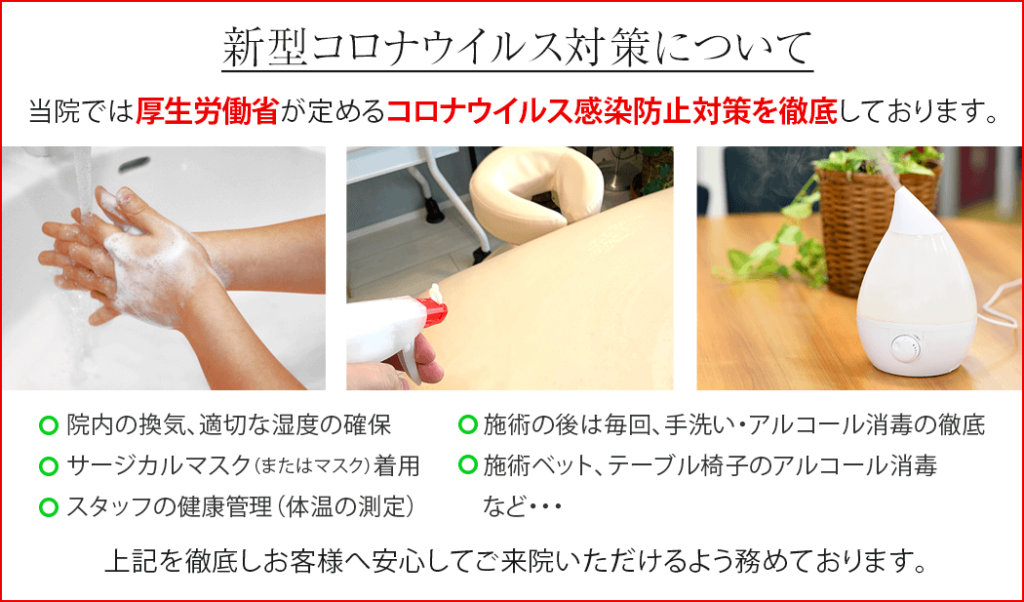 新型コロナウイルス対策について
当院では厚生労働省が定めるコロナウイルス感染防止対策を徹底しております。
院内の換気、適切な湿度の確保
サージカルマスク(またはマスク)着用
スタッフの健康管理(体温の測定)
施術の後は毎回、手洗い・アルコール消毒の徹底
施術ベット、テーブル椅子のアルコール消毒
など・・・
上記を徹底しお客様へ安心してご来院いただけるよう務めております。